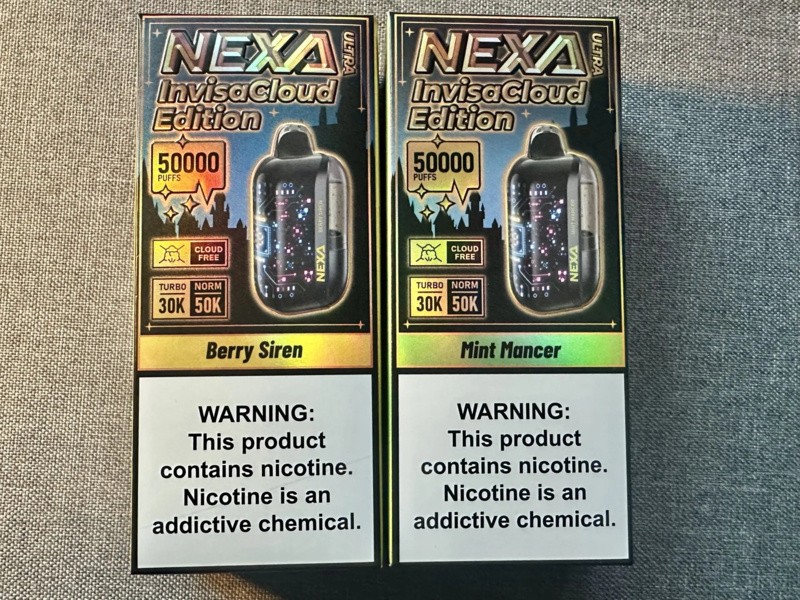 NEXA ULTRA
InvisaCloud
Edition
50000
PUFFS
CLOUD
FREE
TURBO NORM
30K 50K
NEXA
Berry Siren
WARNING:
This product
contains nicotine.
Nicotine is an
addictive chemical.
NEXA ULTRA
InvisaCloud
Edition
50000
PUFFS
CLOUD
FREE
TURBO NORM
30K 50K
NEXA
Mint Mancer
WARNING:
This product
contains nicotine.
Nicotine is an
addictive chemical.